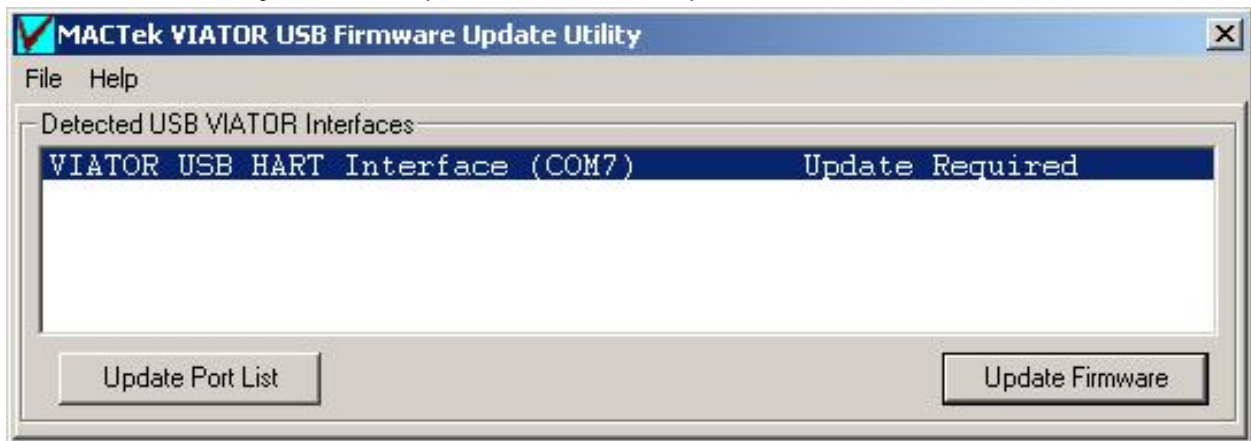 MACTek VIATOR USB Firmware Update Utility
File Help
Detected USB VIATOR Interfaces
VIATOR USB HART Interface (COM7) Update Required
Update Port List Update Firmware